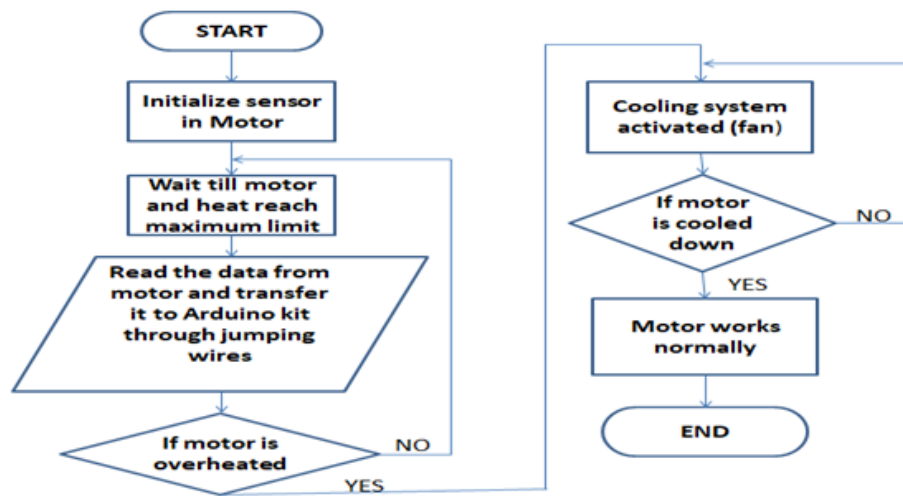 START
Initialize sensor
in Motor
Wait till motor
and heat reach
maximum limit
Read the data from
motor and transfer
it to Arduino kit
through jumping
wires
If motor is
overheated
NO
YES
Cooling system
activated (fan)
If motor
is cooled
down
NO
YES
Motor works
normally
END